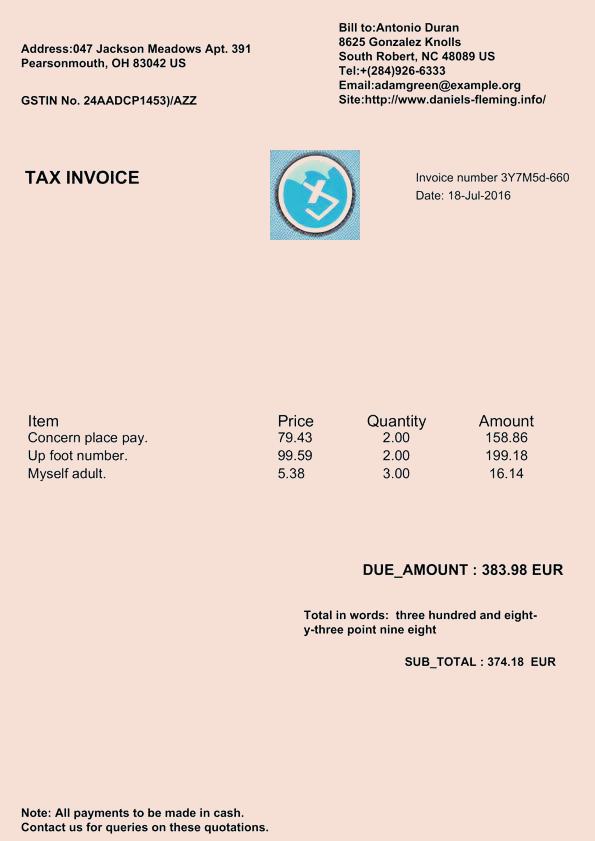 Address:047 Jackson Meadows Apt. 391
Pearsonmouth, OH 83042 US
GSTIN No. 24AADCP1453)/AZZ
Bill to:Antonio Duran
8625 Gonzalez Knolls
South Robert, NC 48089 US
Tel:+(284)926-6333
Email:adamgreen@example.org
Site:http://www.daniels-fleming.info/
TAX INVOICE
Invoice number 3Y7M5d-660
Date: 18-Jul-2016
Item Price Quantity Amount
Concern place pay. 79.43 2.00 158.86
Up foot number. 99.59 2.00 199.18
Myself adult. 5.38 3.00 16.14
DUE_AMOUNT : 383.98 EUR
Total in words: three hundred and eight-
y-three point nine eight
SUB_TOTAL : 374.18 EUR
Note: All payments to be made in cash.
Contact us for queries on these quotations.